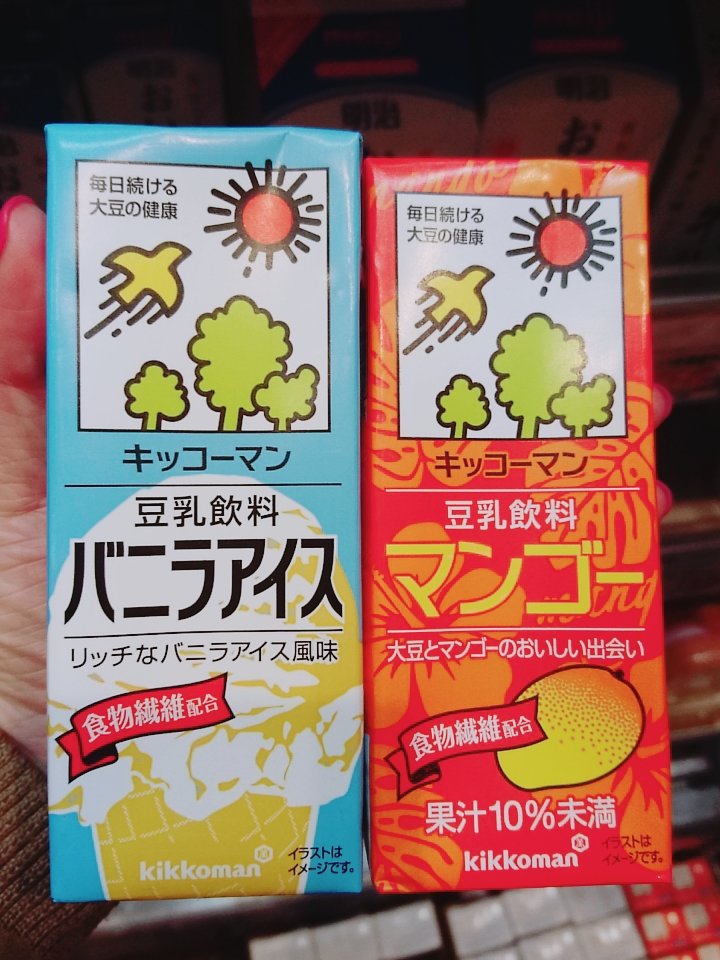 毎日続ける
大豆の健康
キッコーマン
豆乳飲料
バニラアイス
リッチなバニラアイス風味
食物繊維配合
kikkoman
イラストは
イメージです。
毎日続ける
大豆の健康
キッコーマン
豆乳飲料
マンゴー
大豆とマンゴーのおいしい出会い
食物繊維配合
果汁10%未満
kikkoman
イラストは
イメージです。
明治
明治
お